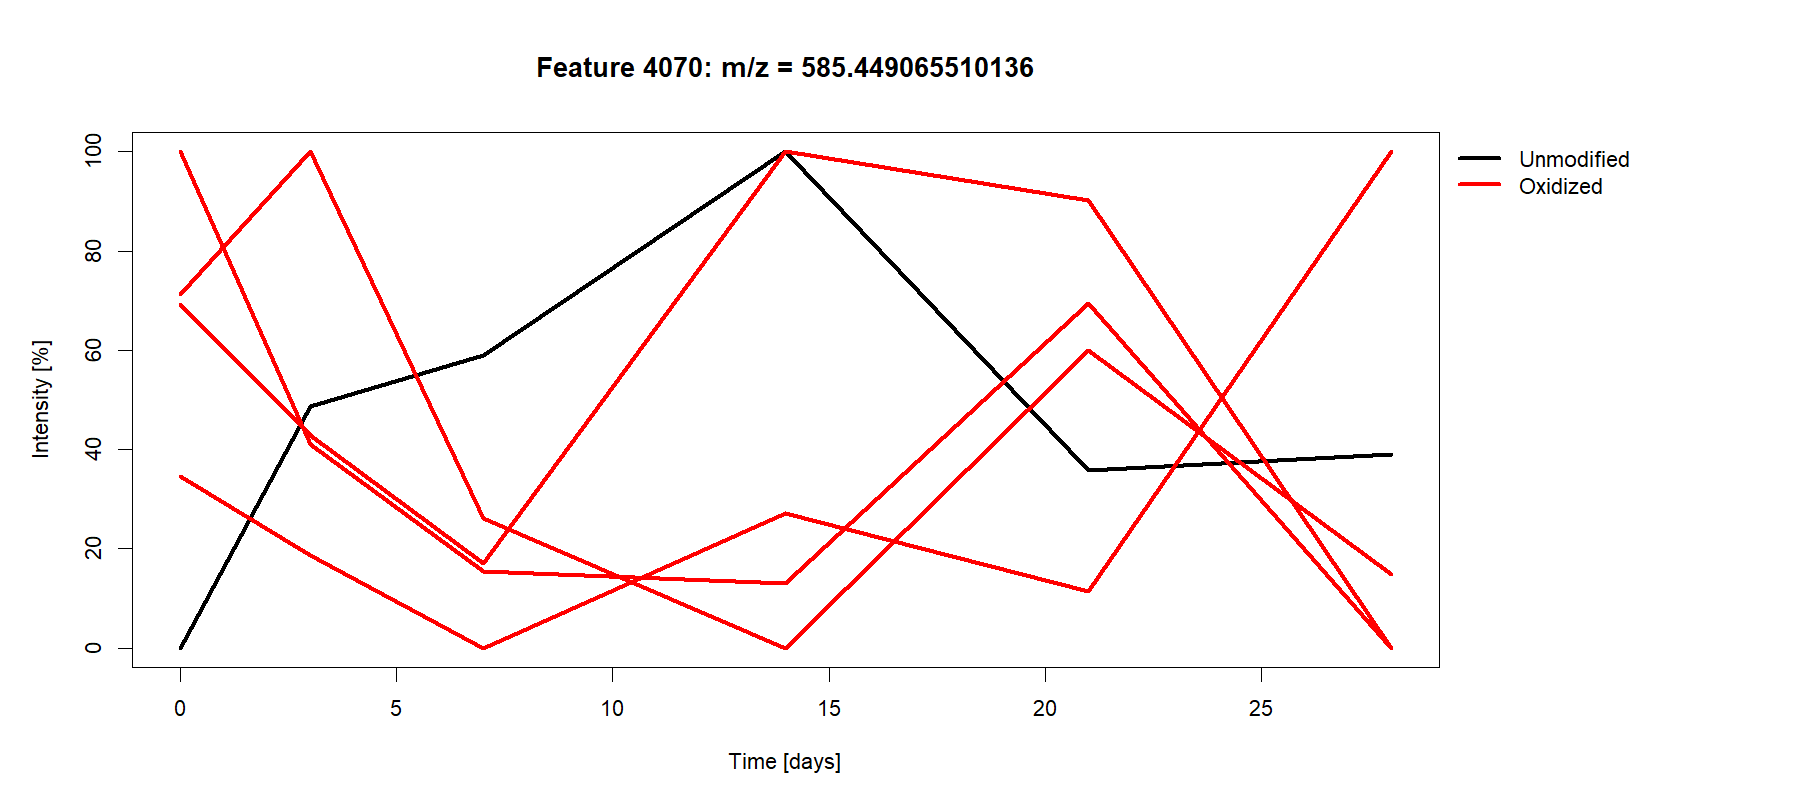 Feature 4070: m/z = 585.449065510136
Unmodified
Oxidized
Intensity [%]
100
80
60
40
20
0
0 5 10 15 20 25
Time [days]